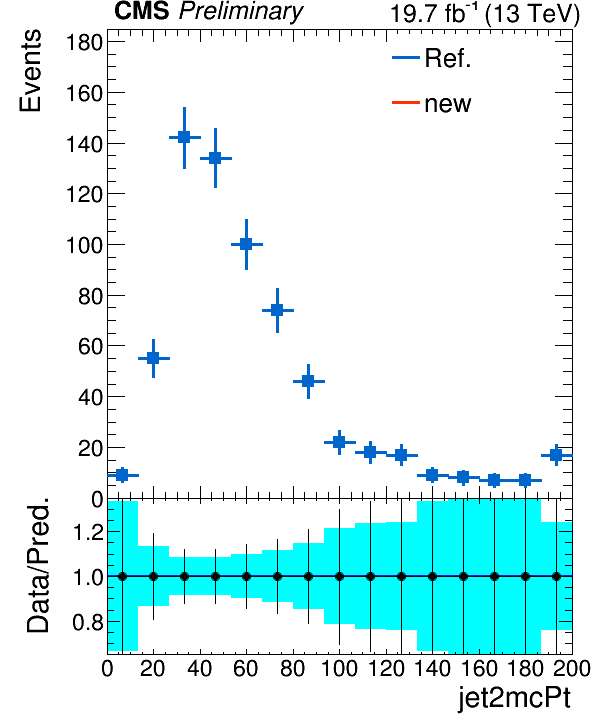 CMS Preliminary 19.7 fb⁻¹ (13 TeV)
Events
180
160
140
120
100
80
60
40
20
0
Ref.
new
Data/Pred.
1.2
1.0
0.8
0 20 40 60 80 100 120 140 160 180 200
jet2mcPt